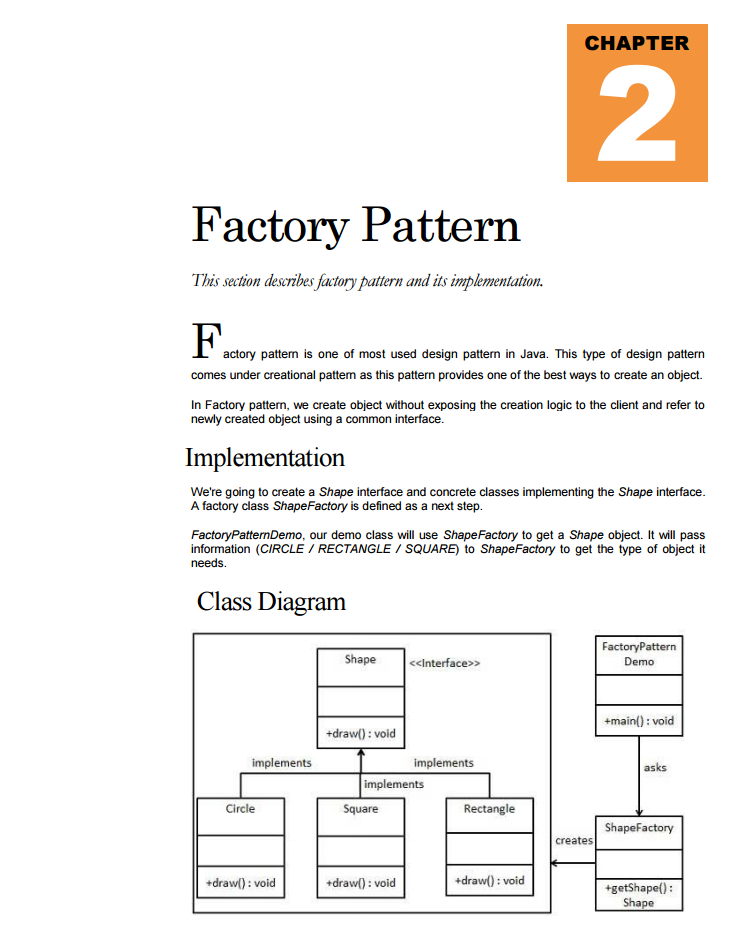 CHAPTER
2
Factory Pattern
This section describes factory pattern and its implementation.
Factory pattern is one of most used design pattern in Java. This type of design pattern
comes under creational pattern as this pattern provides one of the best ways to create an object.
In Factory pattern, we create object without exposing the creation logic to the client and refer to
newly created object using a common interface.
Implementation
We're going to create a Shape interface and concrete classes implementing the Shape interface.
A factory class ShapeFactory is defined as a next step.
FactoryPatternDemo, our demo class will use ShapeFactory to get a Shape object. It will pass
information (CIRCLE / RECTANGLE / SQUARE) to ShapeFactory to get the type of object it
needs.
Class Diagram
Shape
<<Interface>>
+draw() : void
implements
implements
implements
Circle
+draw() : void
Square
+draw() : void
Rectangle
+draw() : void
FactoryPattern
Demo
+main() : void
asks
ShapeFactory
+getShape() :
Shape
creates